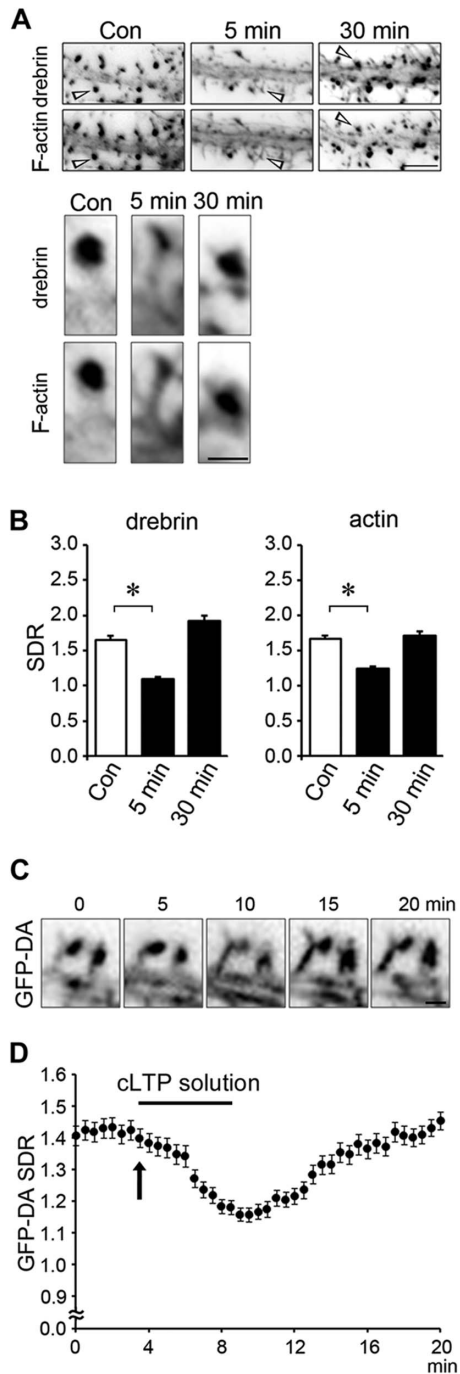 A
Con 5 min 30 min
drebrin
F-actin
Con 5 min 30 min
drebrin
F-actin
B
drebrin actin
SDR
3.0 3.0
2.5 2.5
2.0 2.0
1.5 1.5
1.0 1.0
0.5 0.5
0.0 0.0
* *
Con 5 min 30 min Con 5 min 30 min
C
0 5 10 15 20 min
GFP-DA
D
cLTP solution
GFP-DA SDR
1.6
1.5
1.4
1.3
1.2
1.1
1.0
0.9
0.0
0 4 8 12 16 20
min